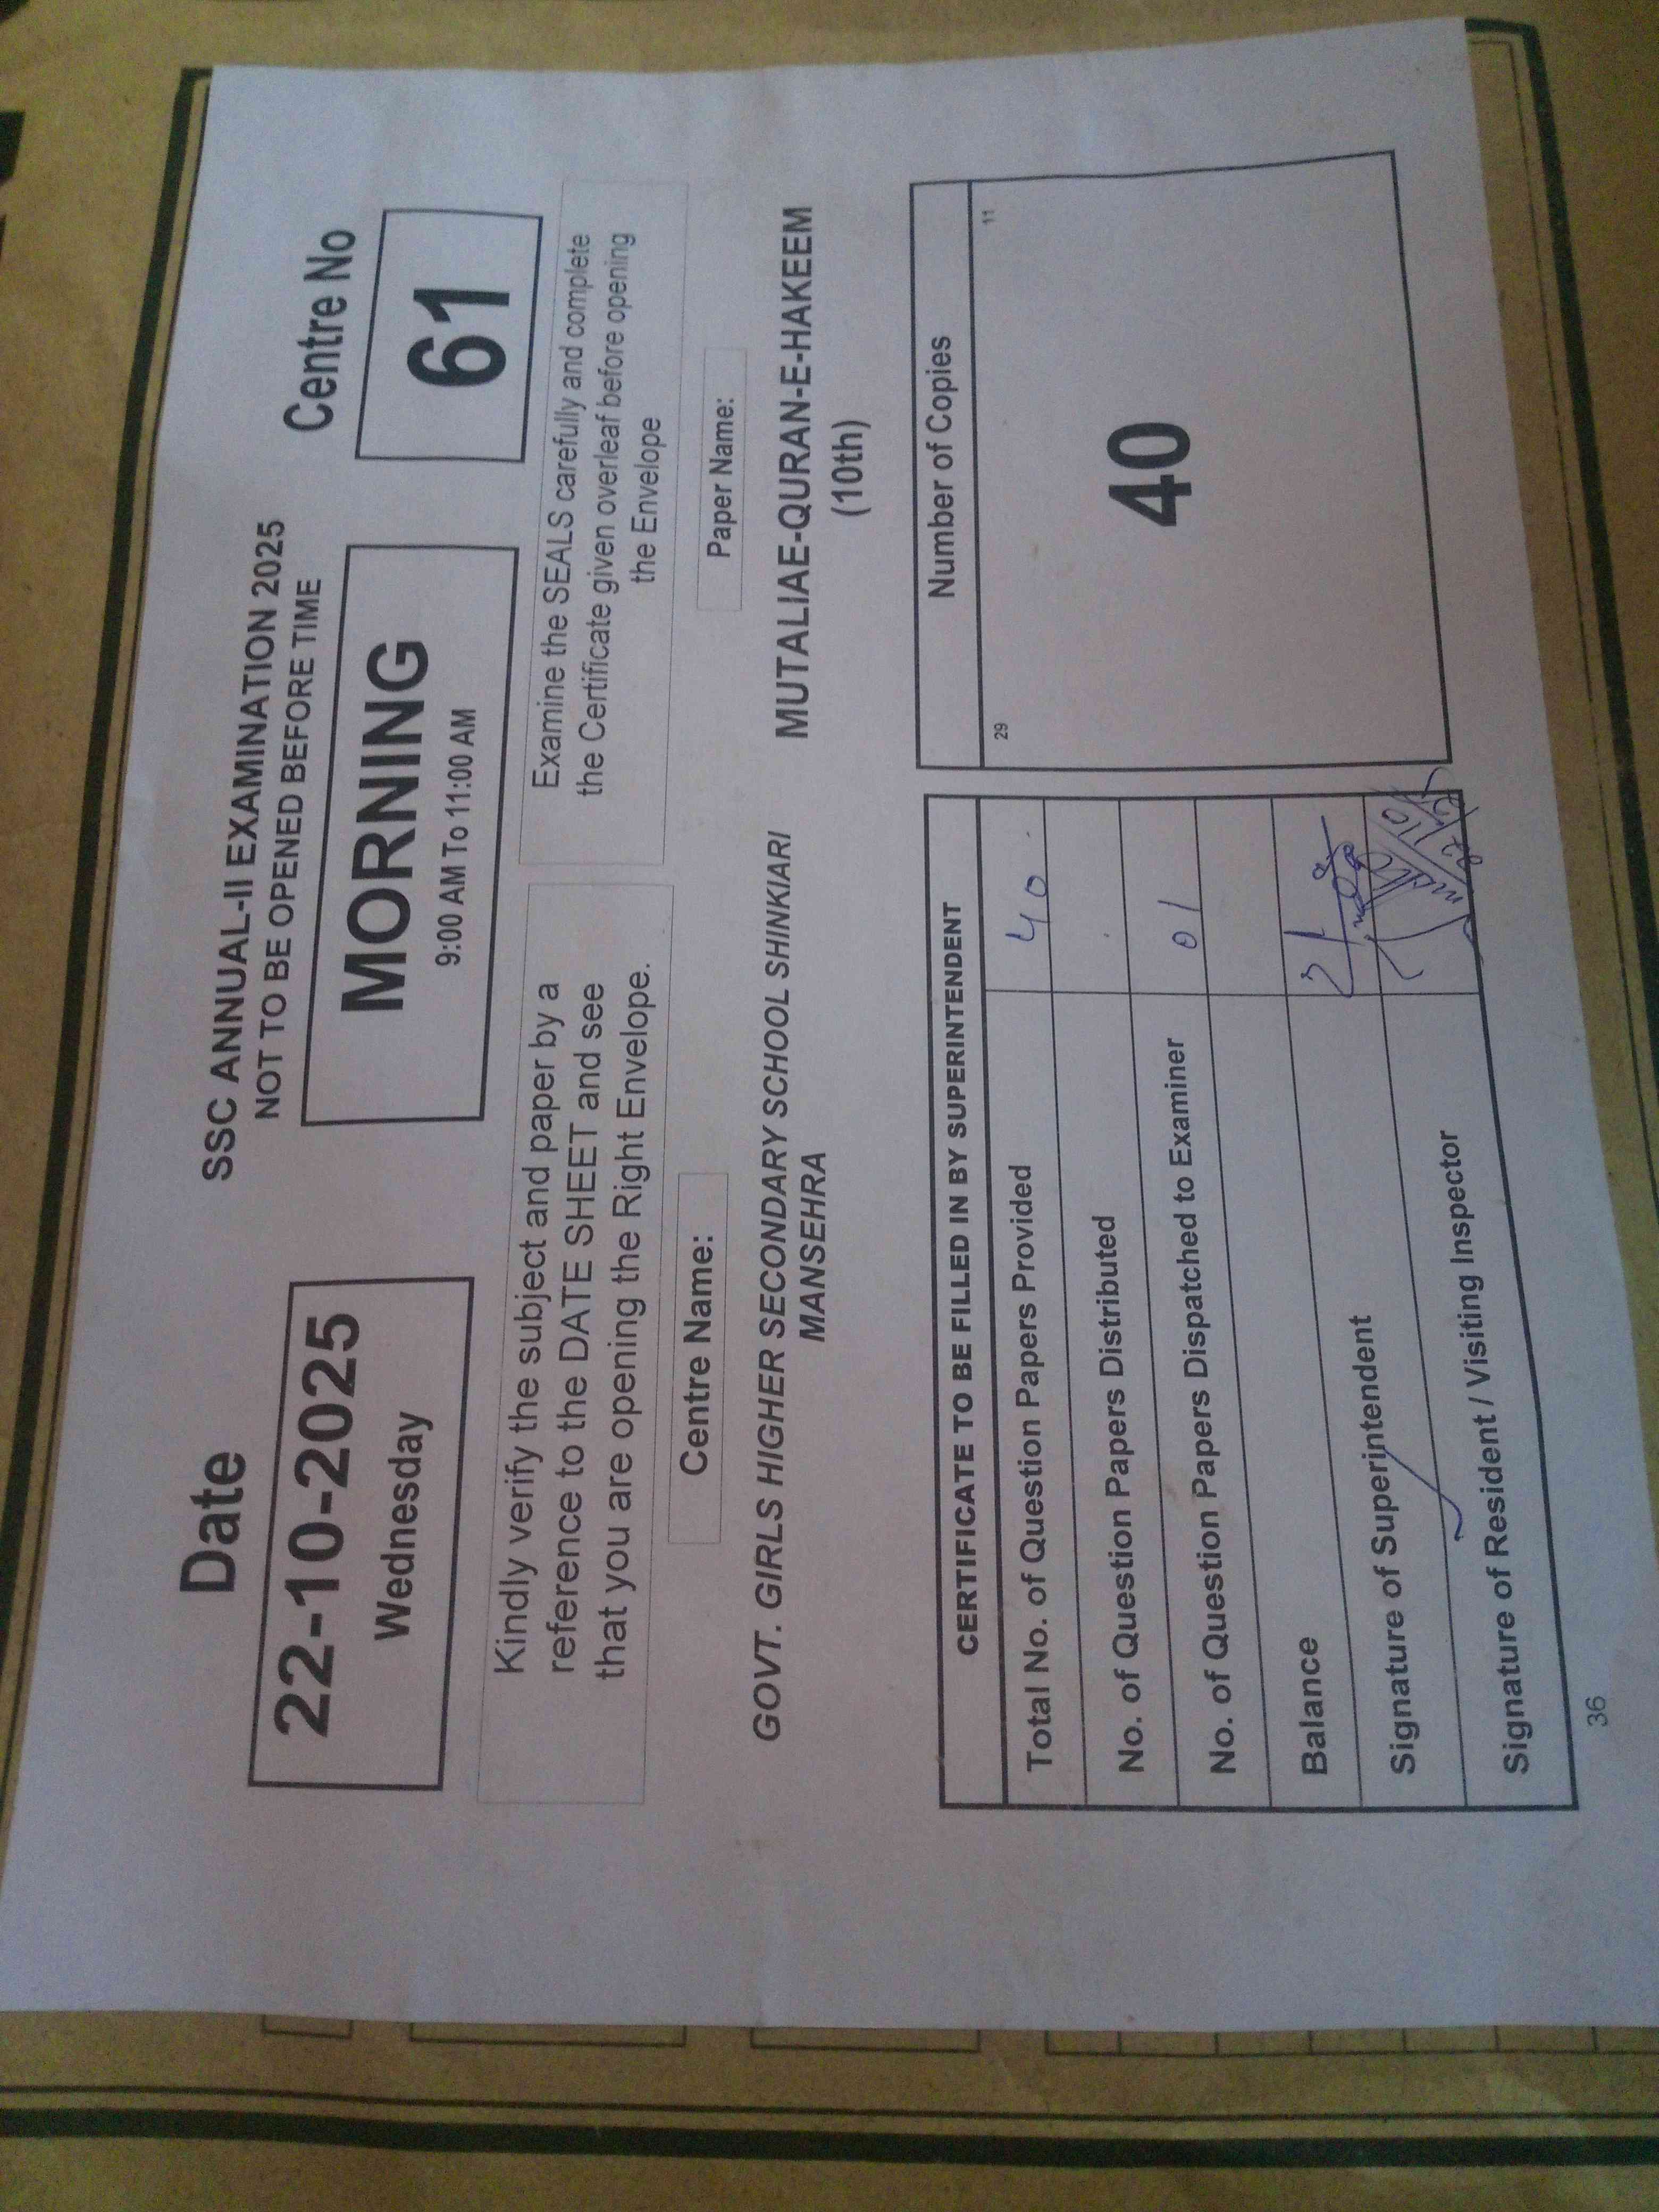 SSC ANNUAL-II EXAMINATION 2025
NOT TO BE OPENED BEFORE TIME
Date
22-10-2025
Wednesday
MORNING
9:00 AM To 11:00 AM
Centre No
61
Kindly verify the subject and paper by a
reference to the DATE SHEET and see
that you are opening the Right Envelope.
Examine the SEALS carefully and complete
the Certificate given overleaf before opening
the Envelope
Centre Name:
GOVT. GIRLS HIGHER SECONDARY SCHOOL SHINKIARI
MANSEHRA
Paper Name:
MUTALIAE-QURAN-E-HAKEEM
(10th)
CERTIFICATE TO BE FILLED IN BY SUPERINTENDENT
Total No. of Question Papers Provided 40
No. of Question Papers Distributed
No. of Question Papers Dispatched to Examiner 01
Balance
Signature of Superintendent
Signature of Resident / Visiting Inspector
Number of Copies
29 11
40
36